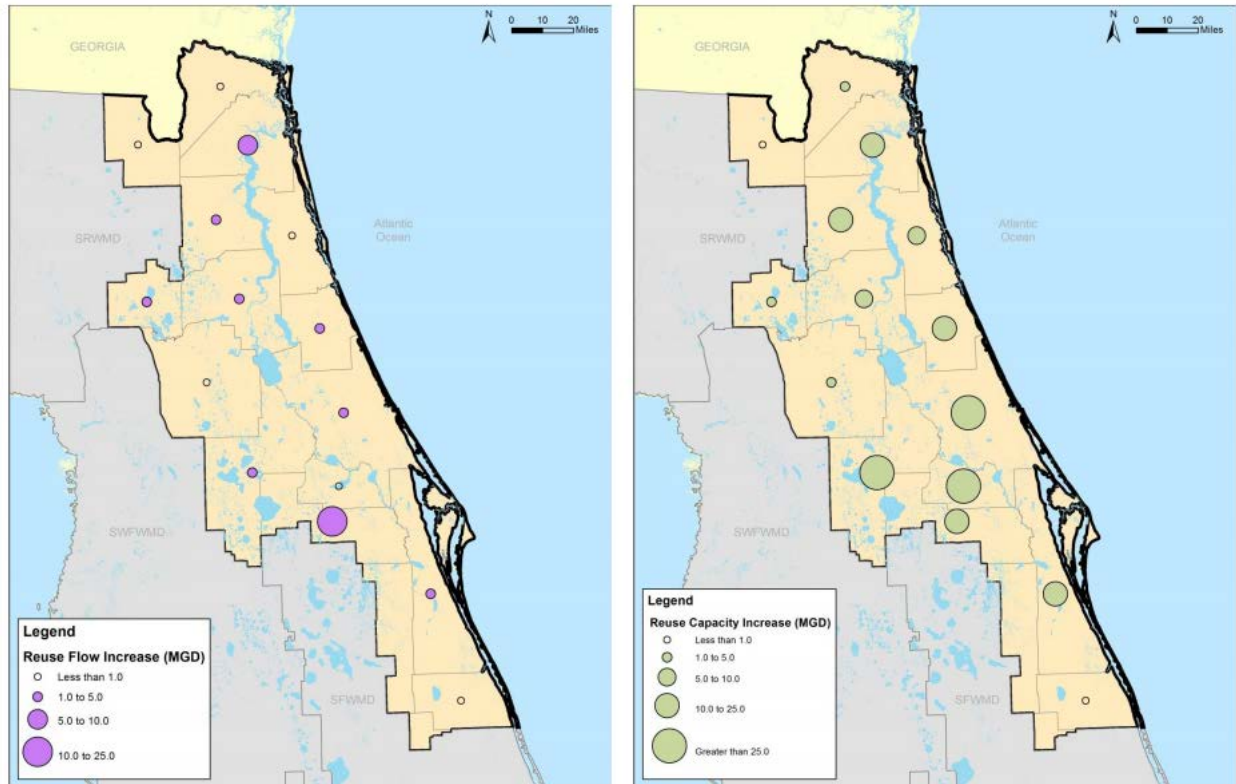 GEORGIA
N
0 10 20
Miles
SRWMD
Atlantic
Ocean
SWFWMD
SFWMD
Legend
Reuse Flow Increase (MGD)
Less than 1.0
1.0 to 5.0
5.0 to 10.0
10.0 to 25.0
GEORGIA
N
0 10 20
Miles
SRWMD
Atlantic
Ocean
SWFWMD
SFWMD
Legend
Reuse Capacity Increase (MGD)
Less than 1.0
1.0 to 5.0
5.0 to 10.0
10.0 to 25.0
Greater than 25.0